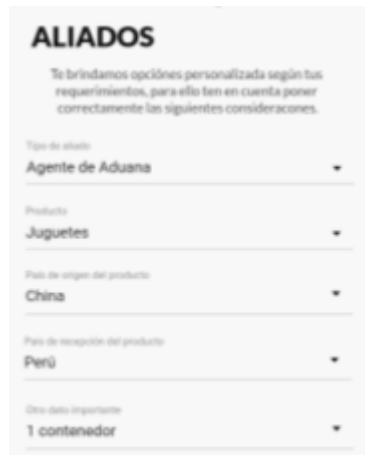 ALIADOS
Te brindamos opciónes personalizada según tus
requerimientos, para ello ten en cuenta poner
correctamente las siguientes consideracones.
Tipo de aliado
Agente de Aduana
Producto
Juguetes
País de origen del producto
China
País de recepción del producto
Perú
Otro dato importante
1 contenedor